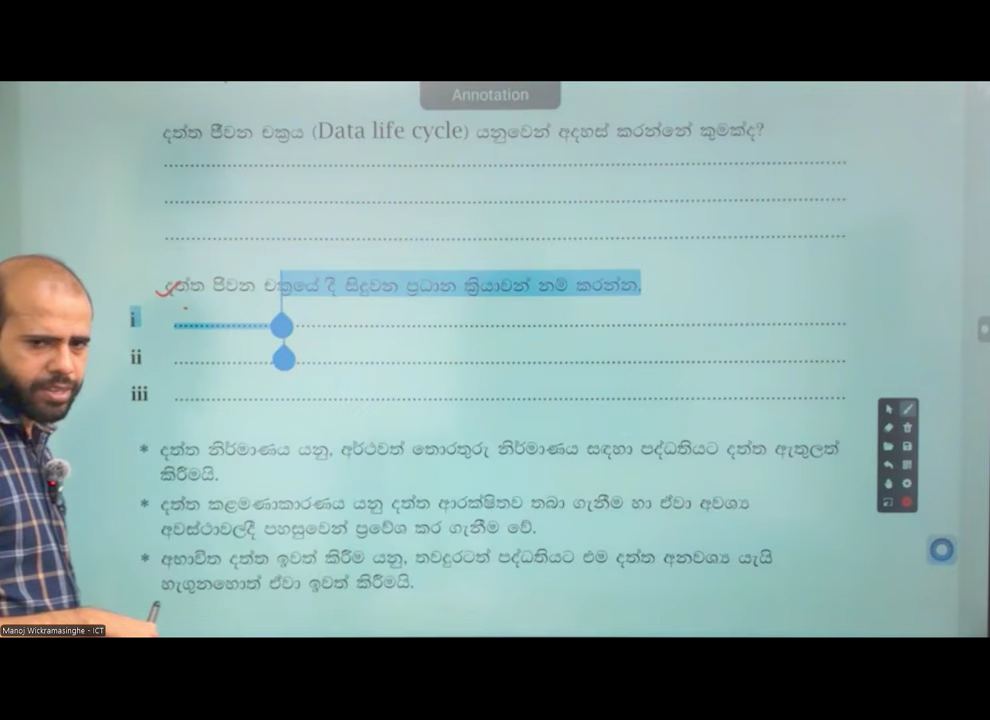 Annotation
දත්ත ජීවන චක්‍රය (Data life cycle) යනුවෙන් අදහස් කරන්නේ කුමක්ද?
දත්ත ජීවන චක්‍රයේ දී සිදුවන ප්‍රධාන ක්‍රියාවන් නම් කරන්න.
i
ii
iii
* දත්ත නිර්මාණය යනු, අර්ථවත් තොරතුරු නිර්මාණය සඳහා පද්ධතියට දත්ත ඇතුලත්
කිරීමයි.
* දත්ත කළමණාකාරණය යනු දත්ත ආරක්ෂිතව තබා ගැනීම හා ඒවා අවශ්‍ය
අවස්ථාවලදී පහසුවෙන් ප්‍රවේශ කර ගැනීම වේ.
* අභාවිත දත්ත ඉවත් කිරීම යනු, තවදුරටත් පද්ධතියට එම දත්ත අනවශ්‍ය යැයි
හැගුනහොත් ඒවා ඉවත් කිරීමයි.
Manoj Wickramasinghe - ICT